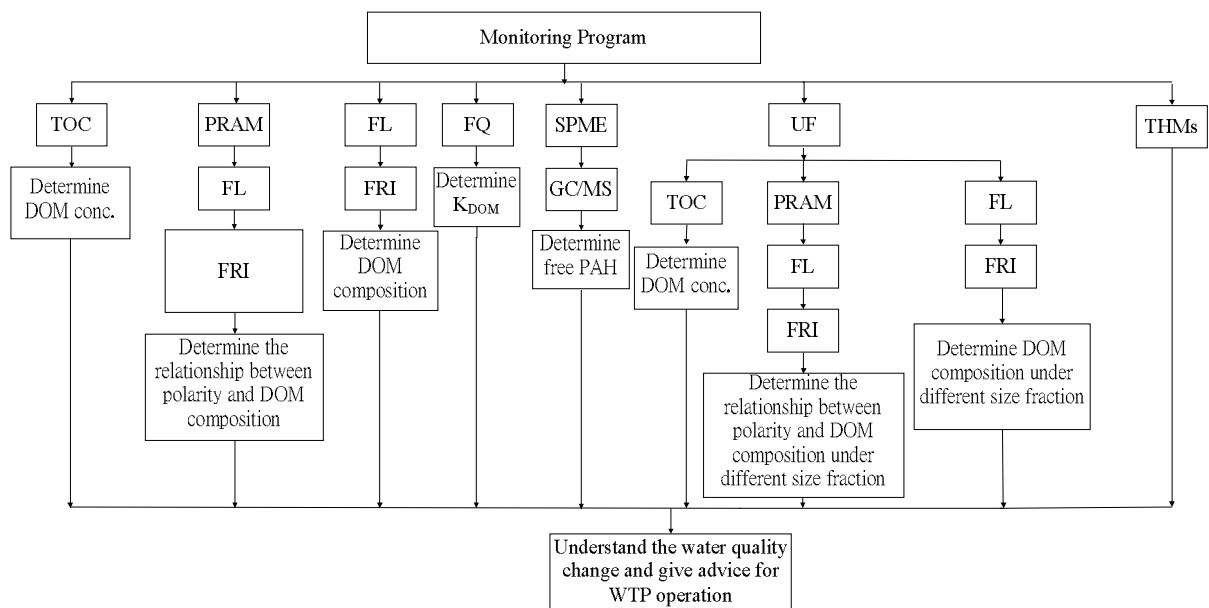 Monitoring Program
TOC
Determine
DOM conc.
PRAM
FL
FRI
Determine the
relationship between
polarity and DOM
composition
FL
FRI
Determine
DOM
composition
FQ
Determine
KDOM
SPME
GC/MS
Determine
free PAH
UF
TOC
Determine
DOM conc.
PRAM
FL
FRI
Determine the
relationship between
polarity and DOM
composition under
different size fraction
FL
FRI
Determine DOM
composition under
different size fraction
THMs
Understand the water quality
change and give advice for
WTP operation